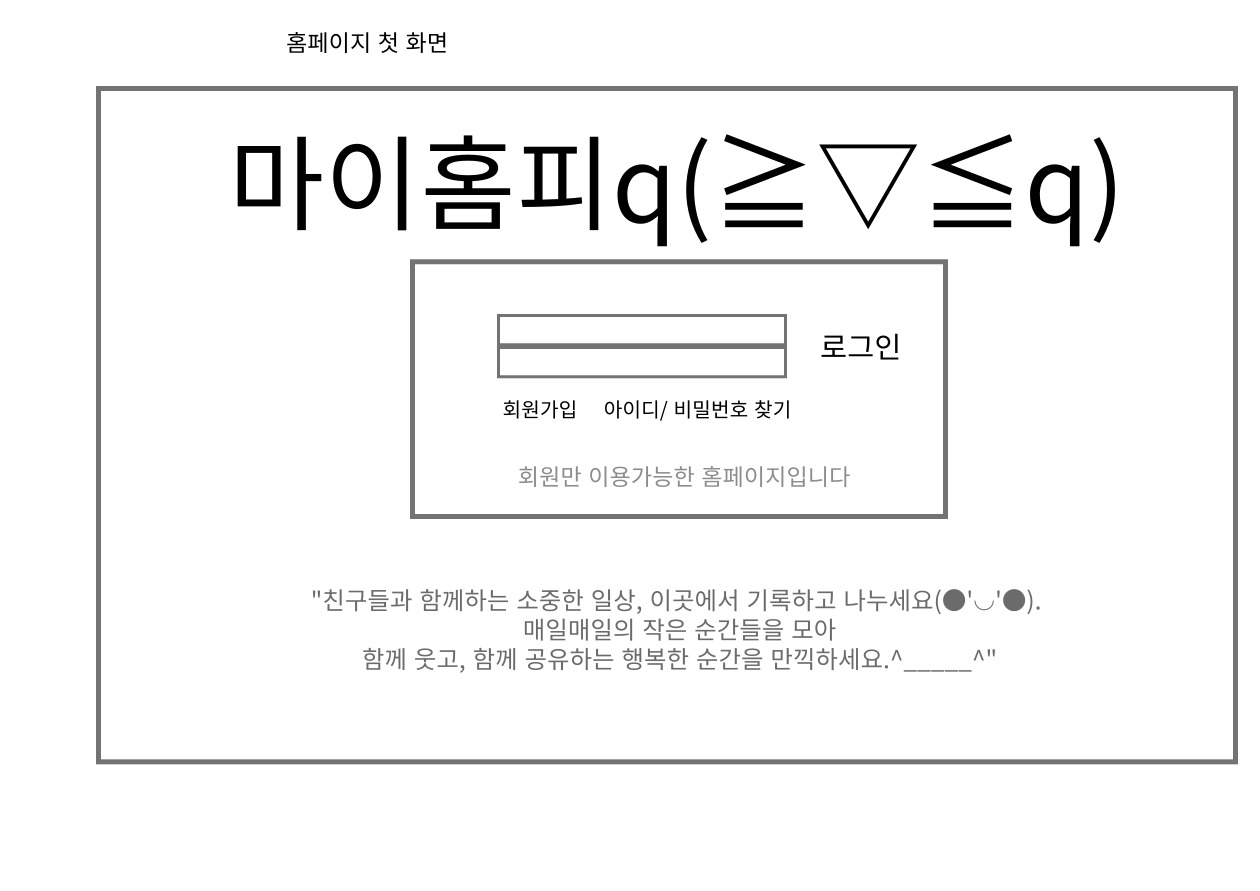 홈페이지 첫 화면
마이홈피q(≧▽≦q)
로그인
회원가입 아이디/ 비밀번호 찾기
회원만 이용가능한 홈페이지입니다
"친구들과 함께하는 소중한 일상, 이곳에서 기록하고 나누세요(●'◡'●).
매일매일의 작은 순간들을 모아
함께 웃고, 함께 공유하는 행복한 순간을 만끽하세요.^_____^"